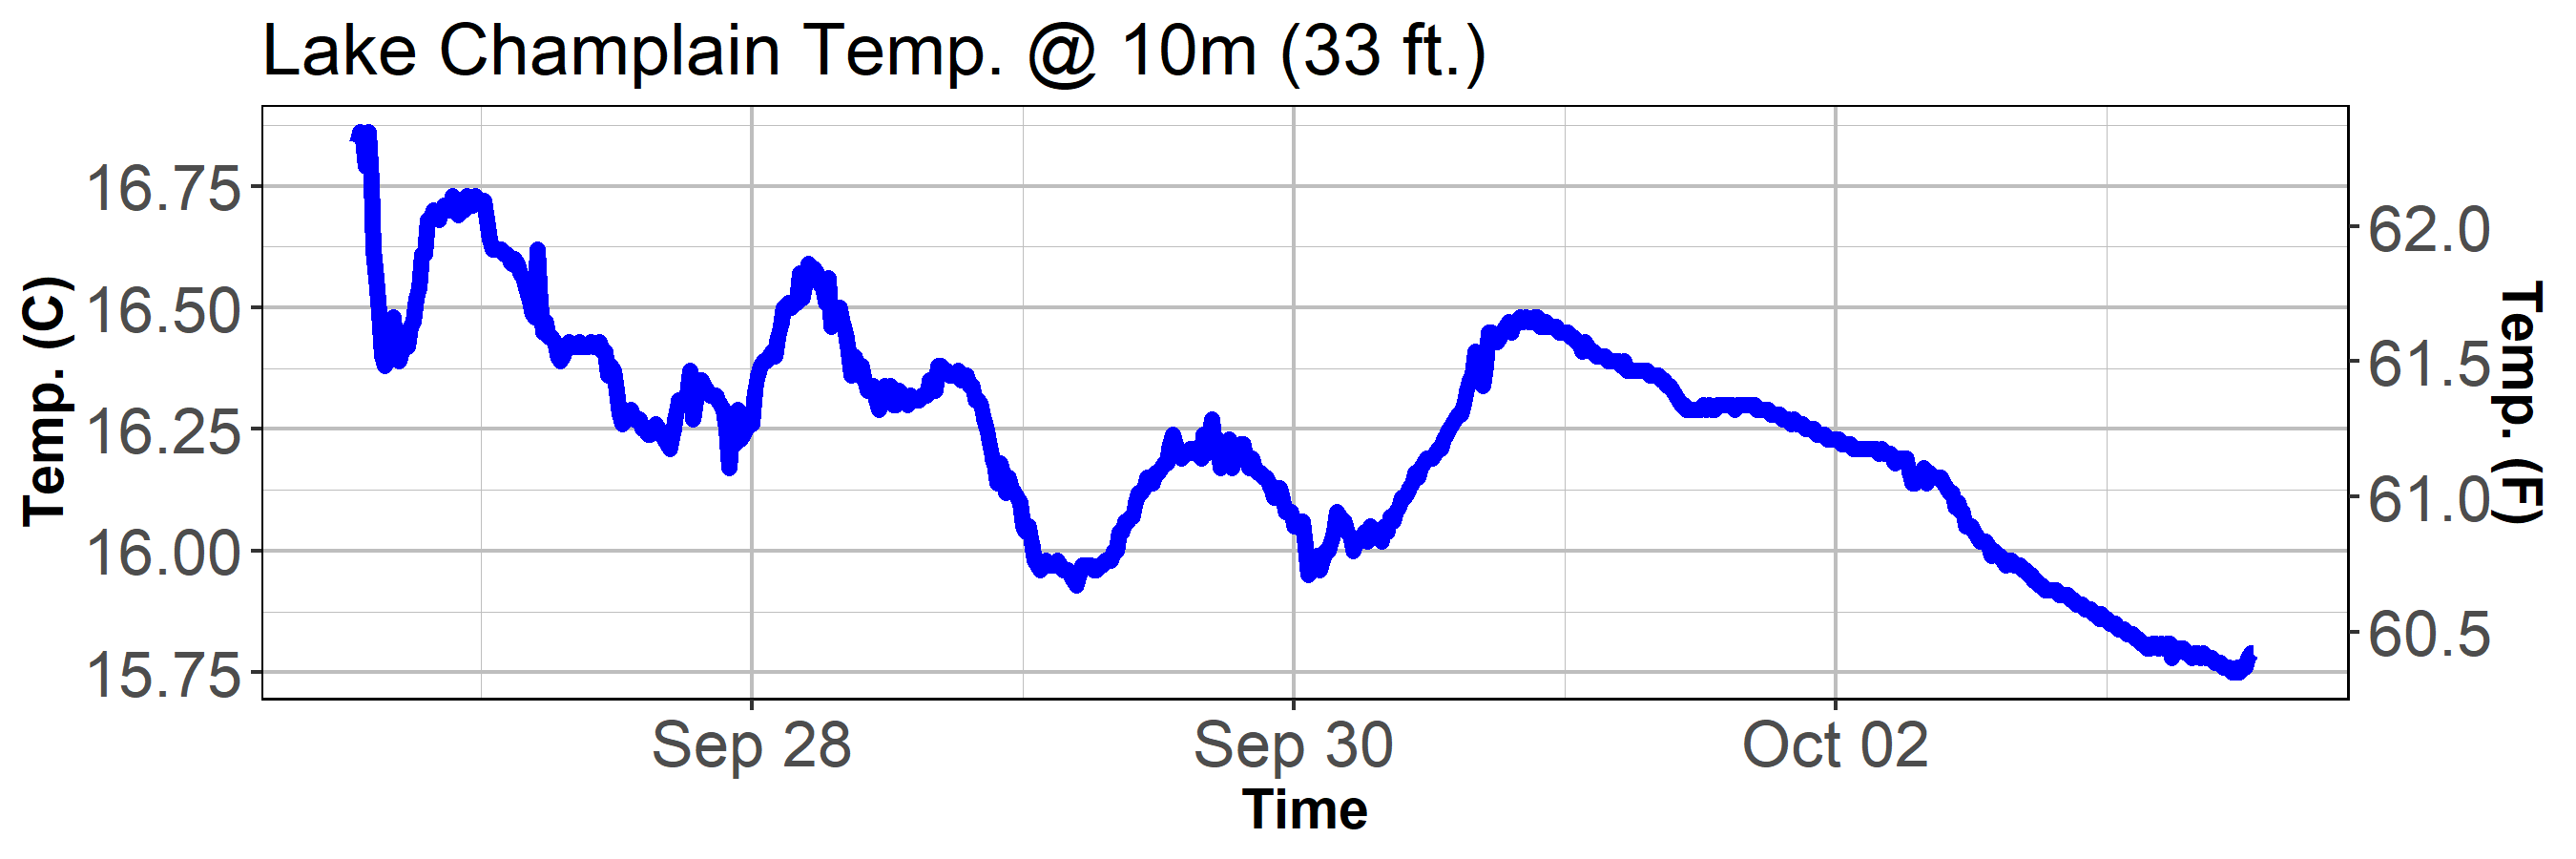 Lake Champlain Temp. @ 10m (33 ft.)
Temp. (C)
16.75
16.50
16.25
16.00
15.75
62.0
61.5
61.0
60.5
Temp. (F)
Sep 28
Sep 30
Oct 02
Time